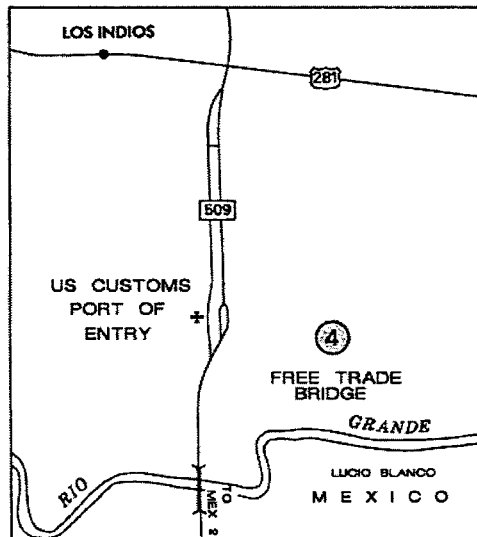 LOS INDIOS
281
509
US CUSTOMS
PORT OF
ENTRY
4
FREE TRADE
BRIDGE
RIO
GRANDE
TO
MEX 2
LUCIO BLANCO
MEXICO